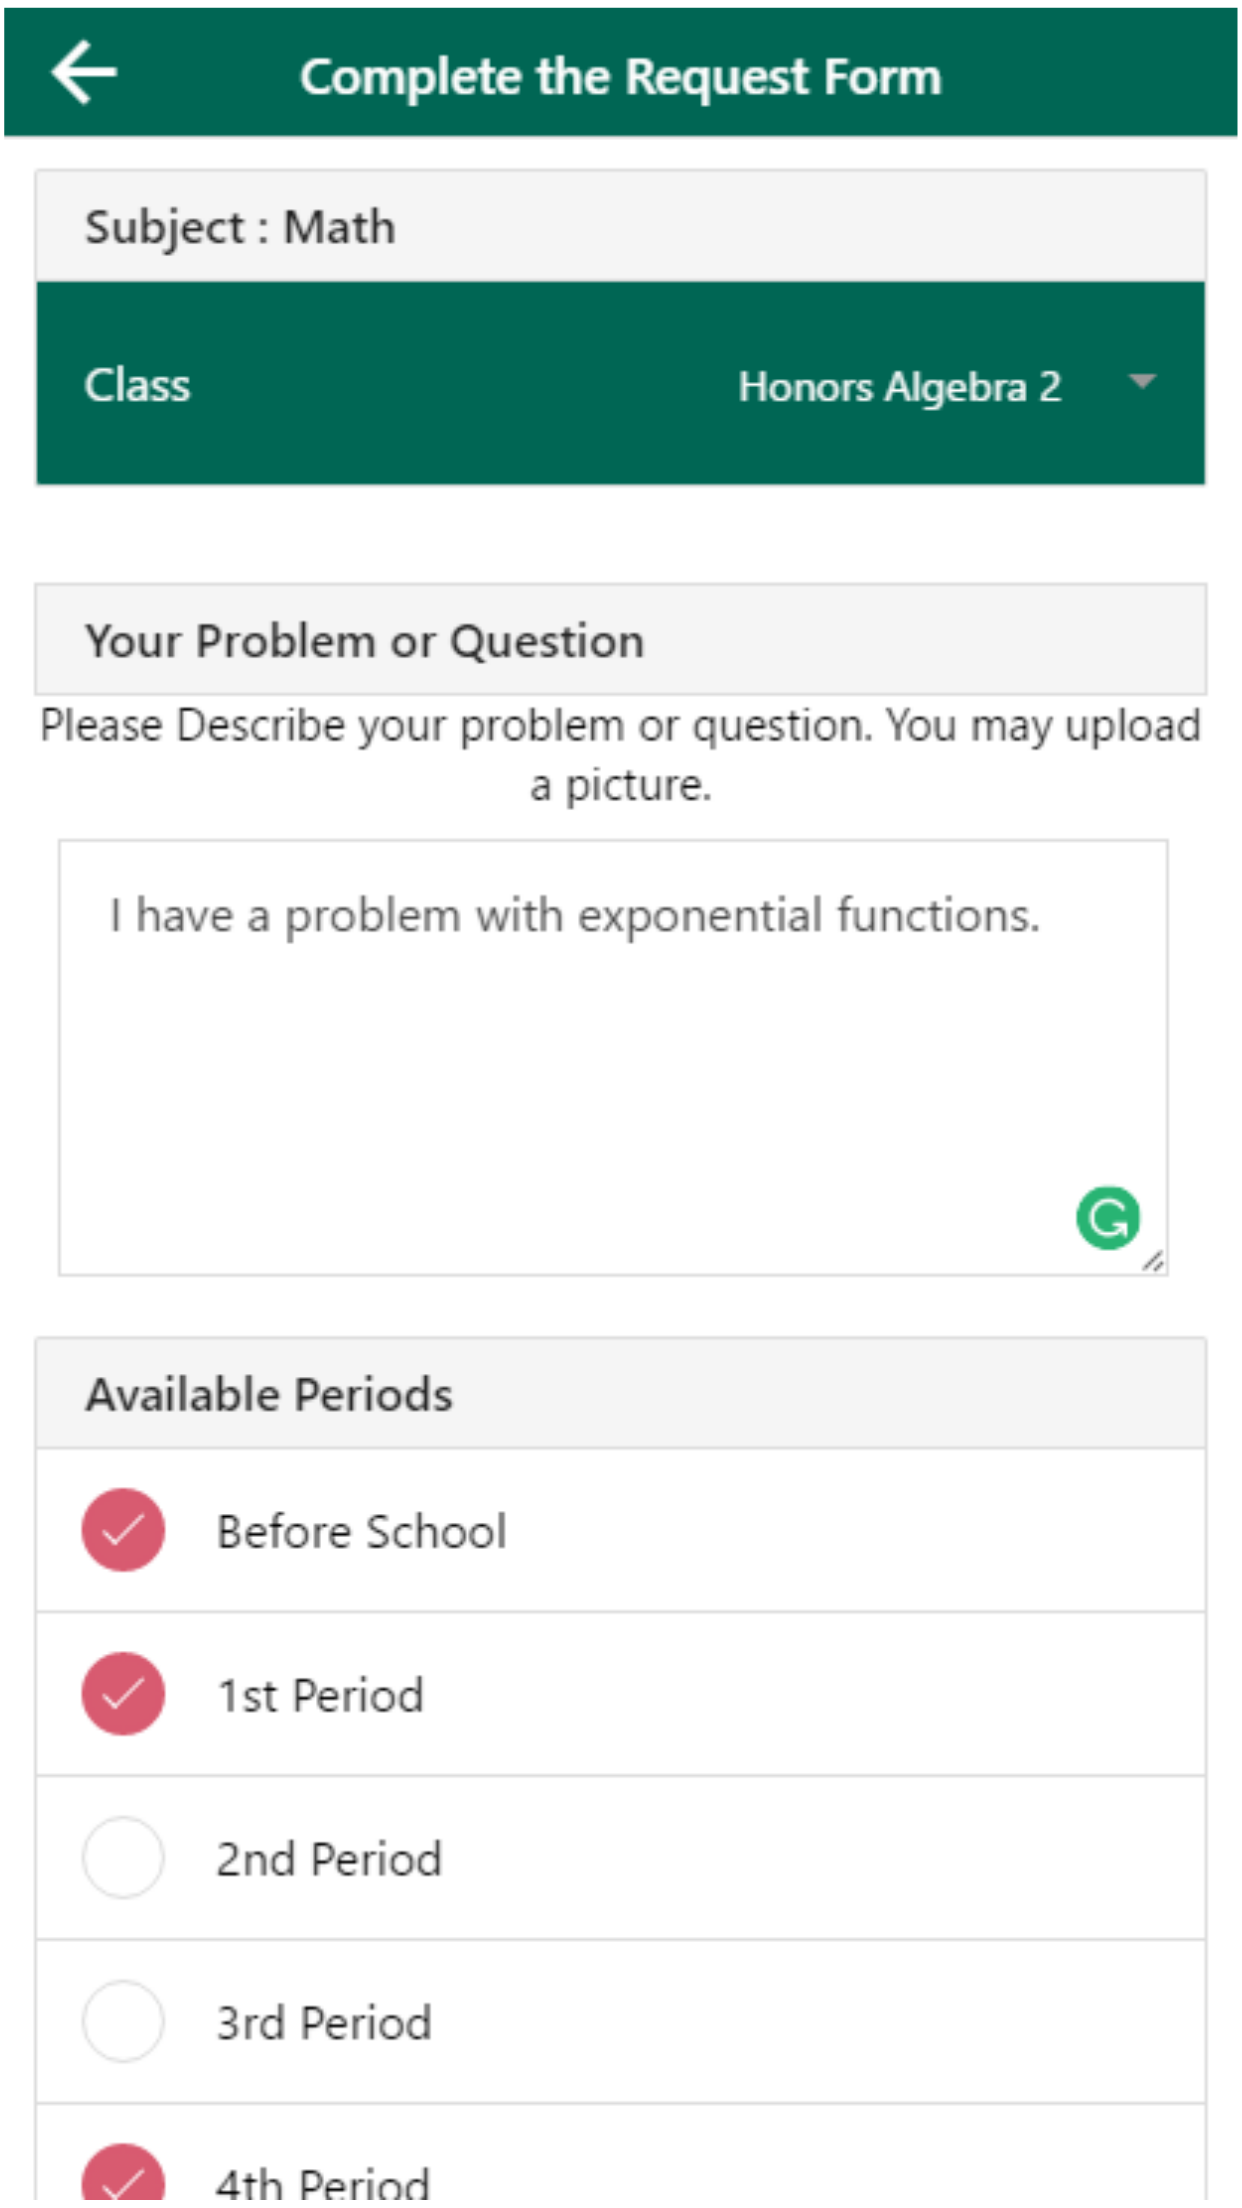 Complete the Request Form
Subject : Math
Class Honors Algebra 2
Your Problem or Question
Please Describe your problem or question. You may upload
a picture.
I have a problem with exponential functions.
Available Periods
Before School
1st Period
2nd Period
3rd Period
4th Period